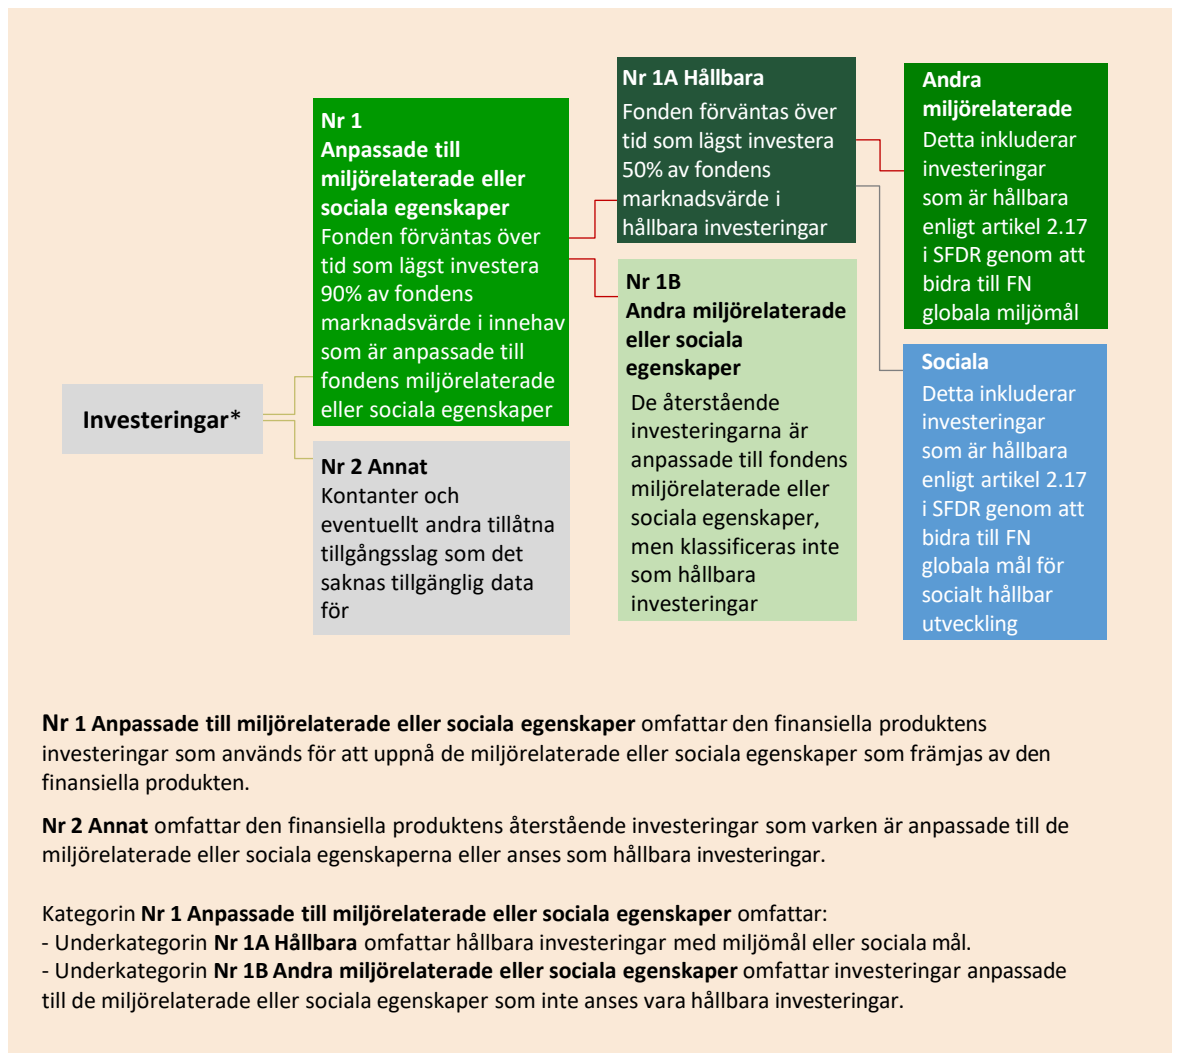 Investeringar*
Nr 1
Anpassade till
miljörelaterade eller
sociala egenskaper
Fonden förväntas över
tid som lägst investera
90% av fondens
marknadsvärde i innehav
som är anpassade till
fondens miljörelaterade
eller sociala egenskaper
Nr 2 Annat
Kontanter och
eventuellt andra tillåtna
tillgångsslag som det
saknas tillgänglig data
för
Nr 1A Hållbara
Fonden förväntas över
tid som lägst investera
50% av fondens
marknadsvärde i
hållbara investeringar
Nr 1B
Andra miljörelaterade
eller sociala
egenskaper
De återstående
investeringarna är
anpassade till fondens
miljörelaterade eller
sociala egenskaper,
men klassificeras inte
som hållbara
investeringar
Andra
miljörelaterade
Detta inkluderar
investeringar
som är hållbara
enligt artikel 2.17
i SFDR genom att
bidra till FN
globala miljömål
Sociala
Detta inkluderar
investeringar
som är hållbara
enligt artikel 2.17
i SFDR genom att
bidra till FN
globala mål för
socialt hållbar
utveckling
Nr 1 Anpassade till miljörelaterade eller sociala egenskaper omfattar den finansiella produktens
investeringar som används för att uppnå de miljörelaterade eller sociala egenskaper som främjas av den
finansiella produkten.
Nr 2 Annat omfattar den finansiella produktens återstående investeringar som varken är anpassade till de
miljörelaterade eller sociala egenskaperna eller anses som hållbara investeringar.
Kategorin Nr 1 Anpassade till miljörelaterade eller sociala egenskaper omfattar:
- Underkategorin Nr 1A Hållbara omfattar hållbara investeringar med miljömål eller sociala mål.
- Underkategorin Nr 1B Andra miljörelaterade eller sociala egenskaper omfattar investeringar anpassade
till de miljörelaterade eller sociala egenskaper som inte anses vara hållbara investeringar.